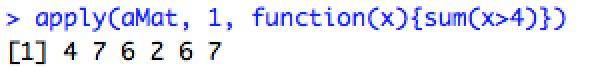 > apply(aMat, 1, function(x){sum(x>4)})
[1] 4 7 6 2 6 7